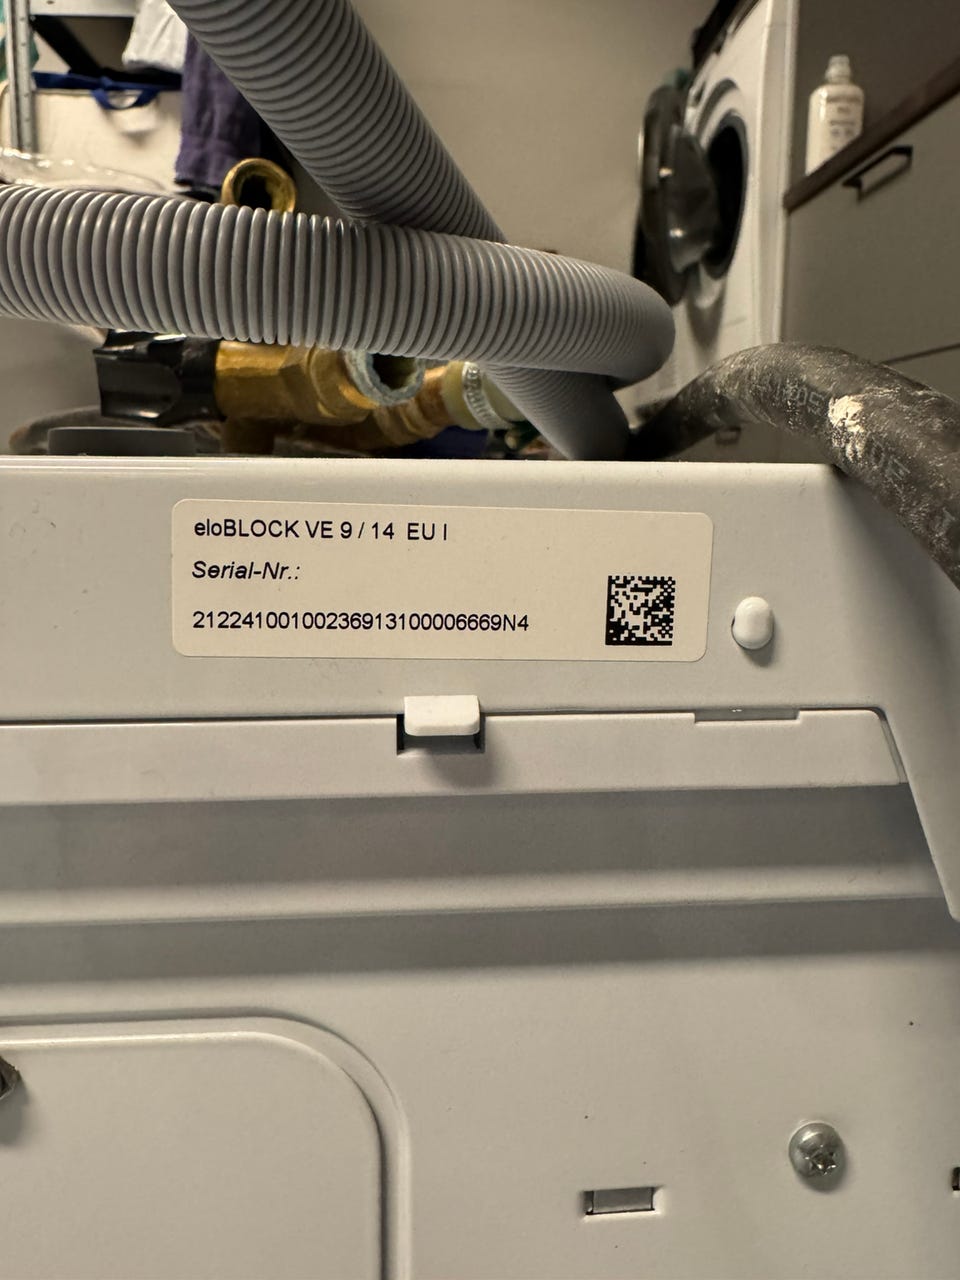 eloBLOCK VE 9 / 14 EU I
Serial-Nr.:
21224100100236913100006669N4